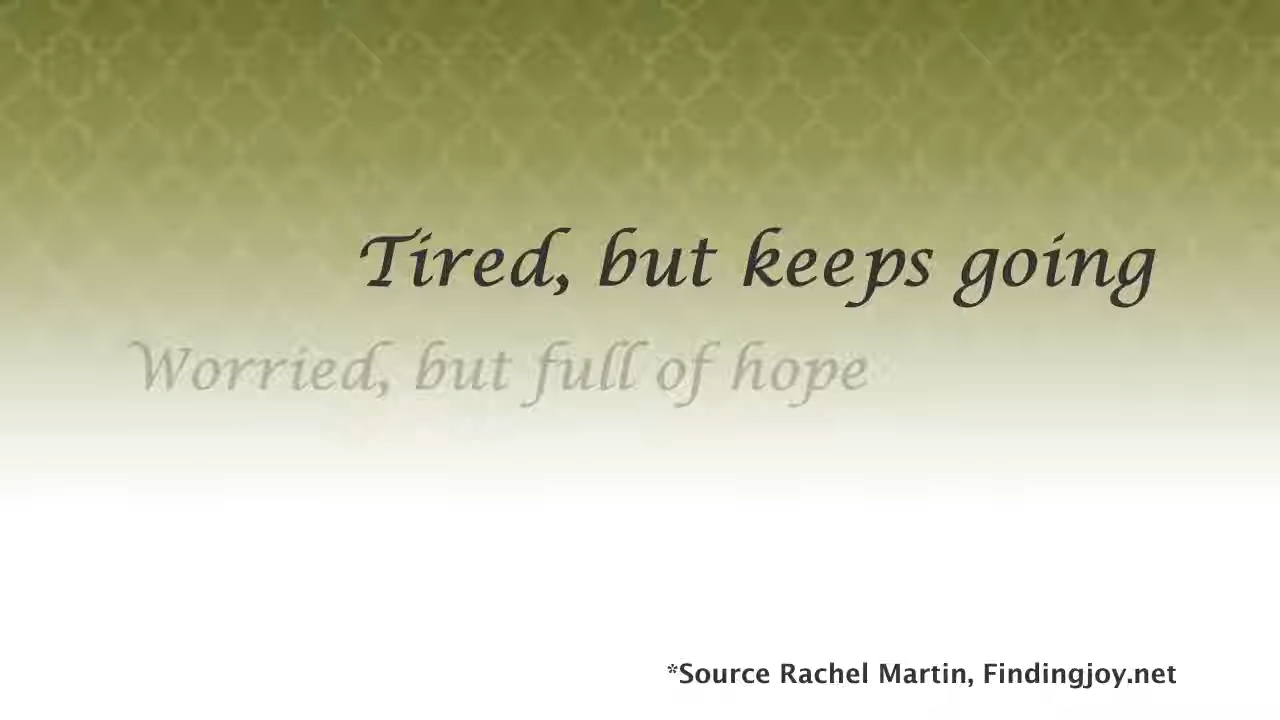 Tired, but keeps going
Worried, but full of hope
*Source Rachel Martin, Findingjoy.net